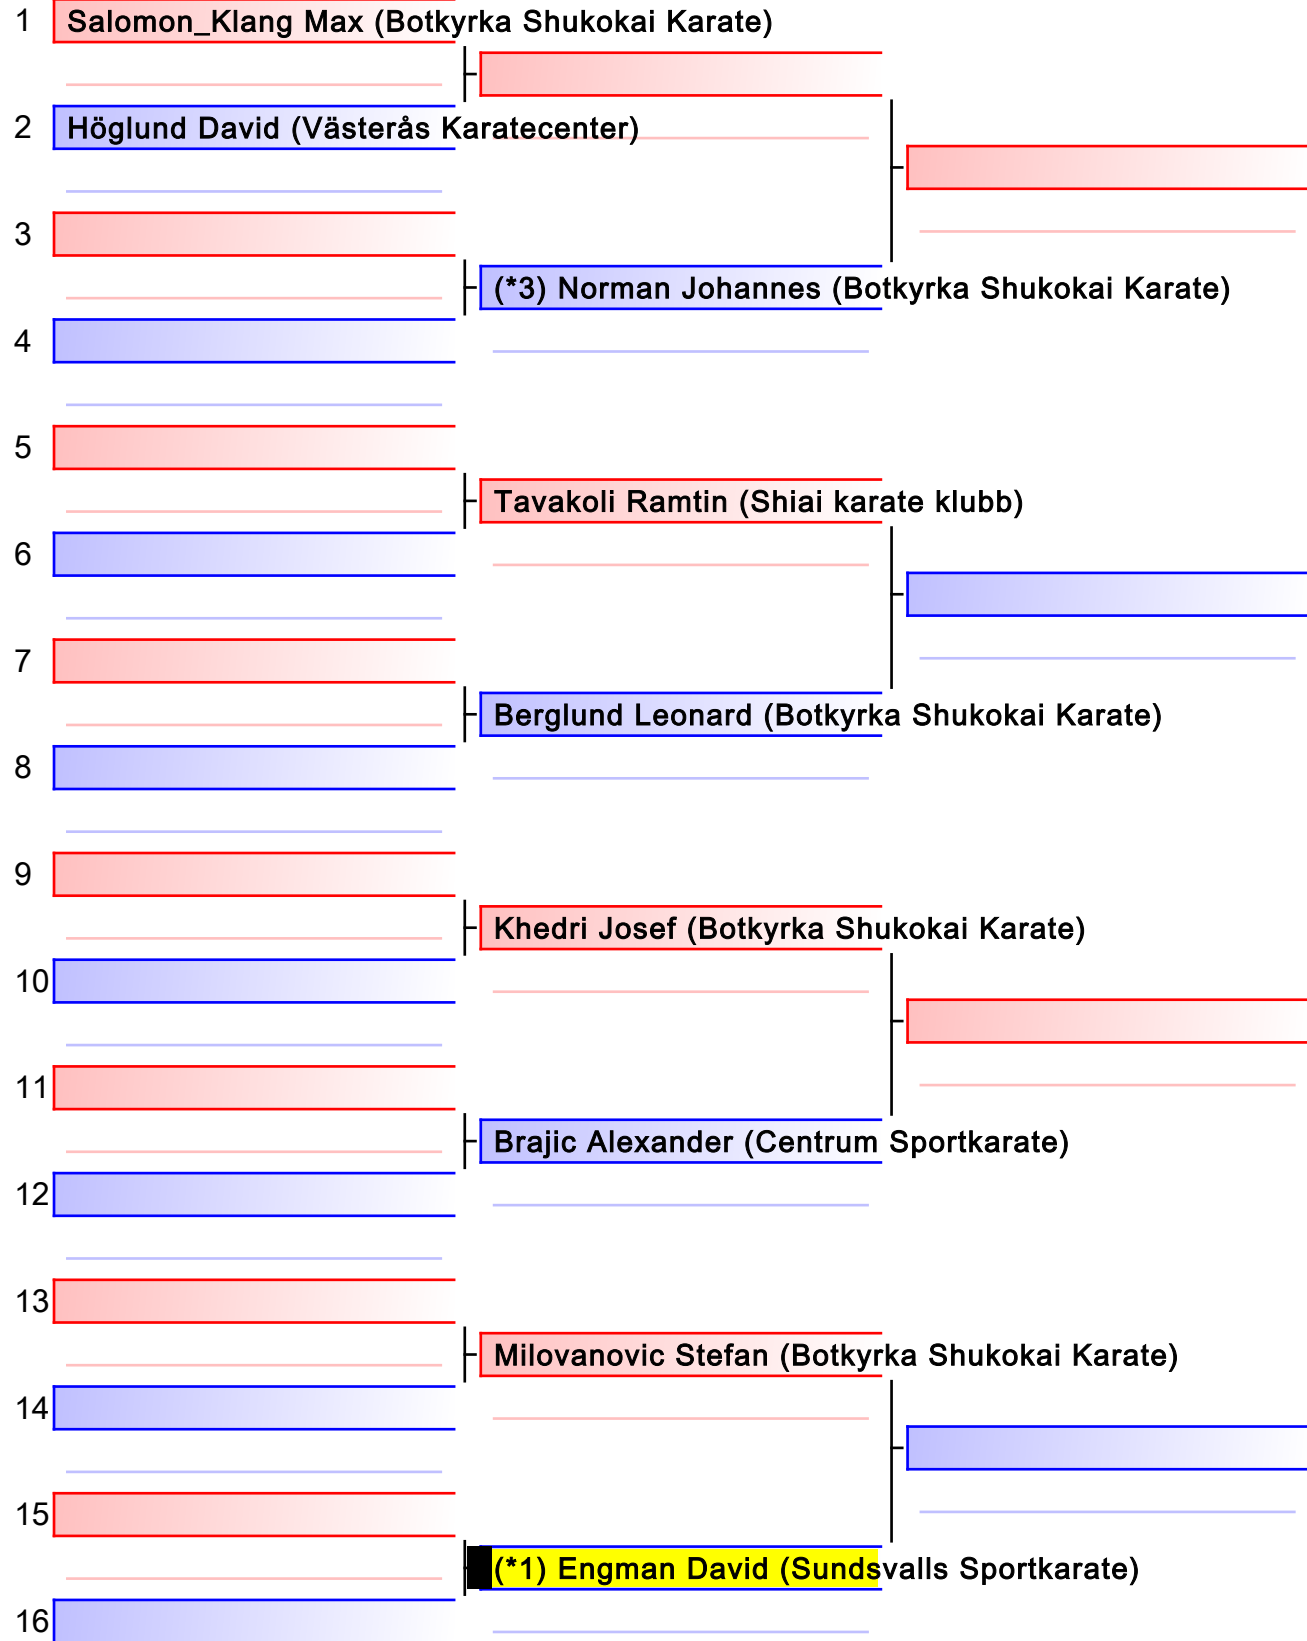 1 Salomon_Klang Max (Botkyrka Shukokai Karate)
2 Höglund David (Västerås Karatecenter)
3
(*3) Norman Johannes (Botkyrka Shukokai Karate)
4
5
Tavakoli Ramtin (Shiai karate klubb)
6
7
Berglund Leonard (Botkyrka Shukokai Karate)
8
9
Khedri Josef (Botkyrka Shukokai Karate)
10
11
Brajic Alexander (Centrum Sportkarate)
12
13
Milovanovic Stefan (Botkyrka Shukokai Karate)
14
15
(*1) Engman David (Sundsvalls Sportkarate)
16